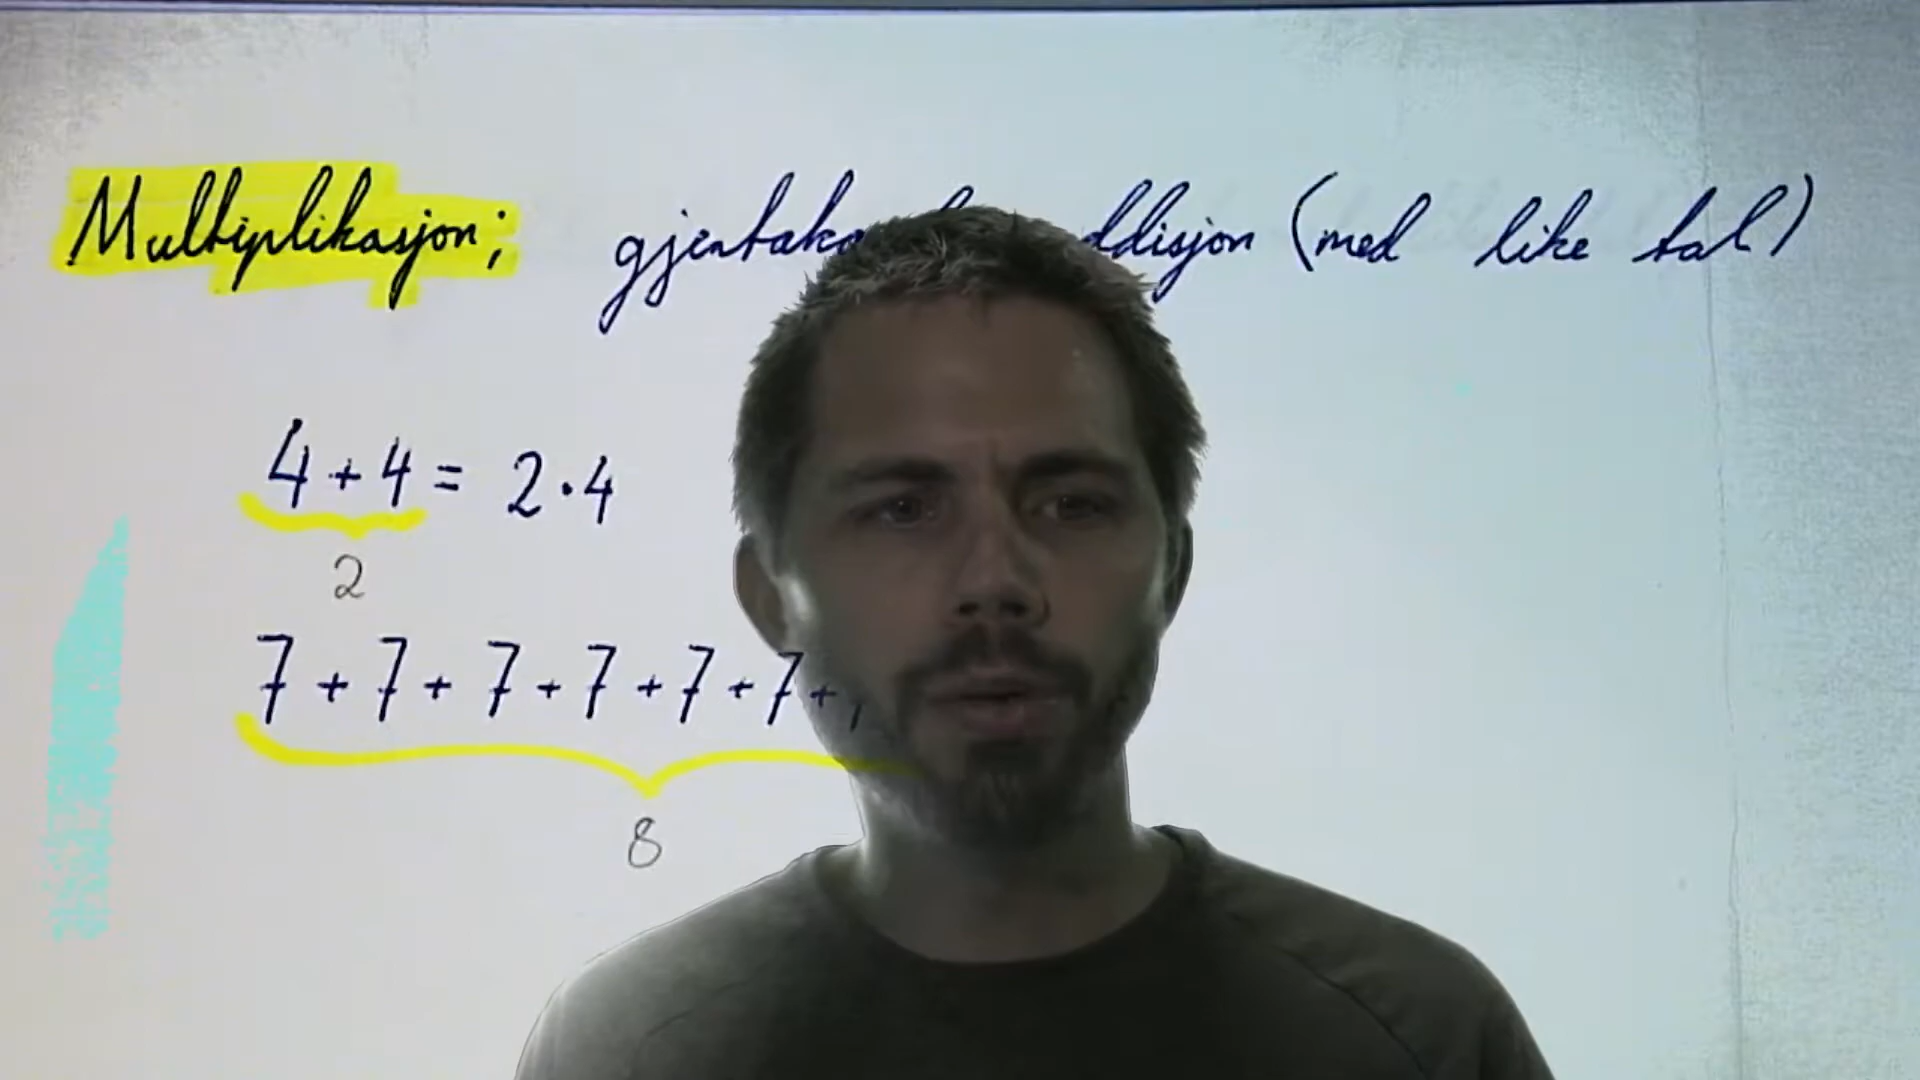 Multiplikasjon; (med like tal)
4 + 4 = 2 · 4
2
7 + 7 + 7 + 7 + 7 + 7 +
8